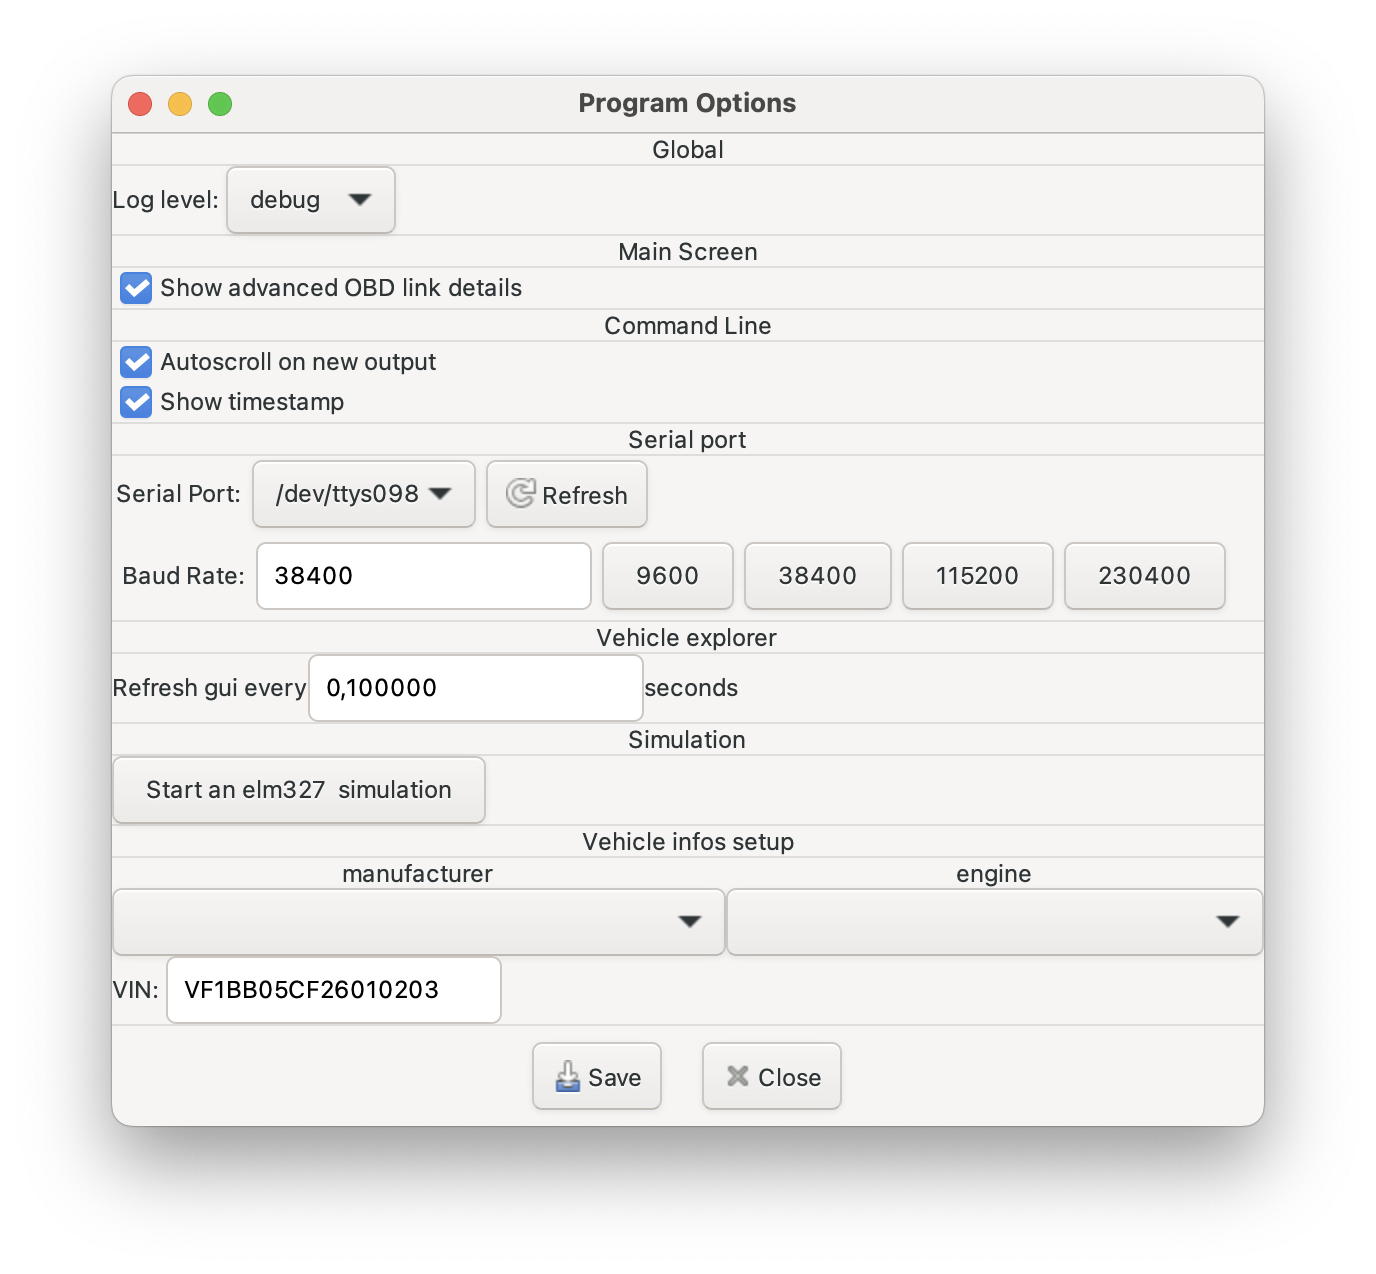 Program Options
Global
Log level: debug
Main Screen
Show advanced OBD link details
Command Line
Autoscroll on new output
Show timestamp
Serial port
Serial Port: /dev/ttys098 Refresh
Baud Rate: 38400 9600 38400 115200 230400
Vehicle explorer
Refresh gui every 0,100000 seconds
Simulation
Start an elm327  simulation
Vehicle infos setup
manufacturer engine
VIN: VF1BB05CF26010203
Save Close